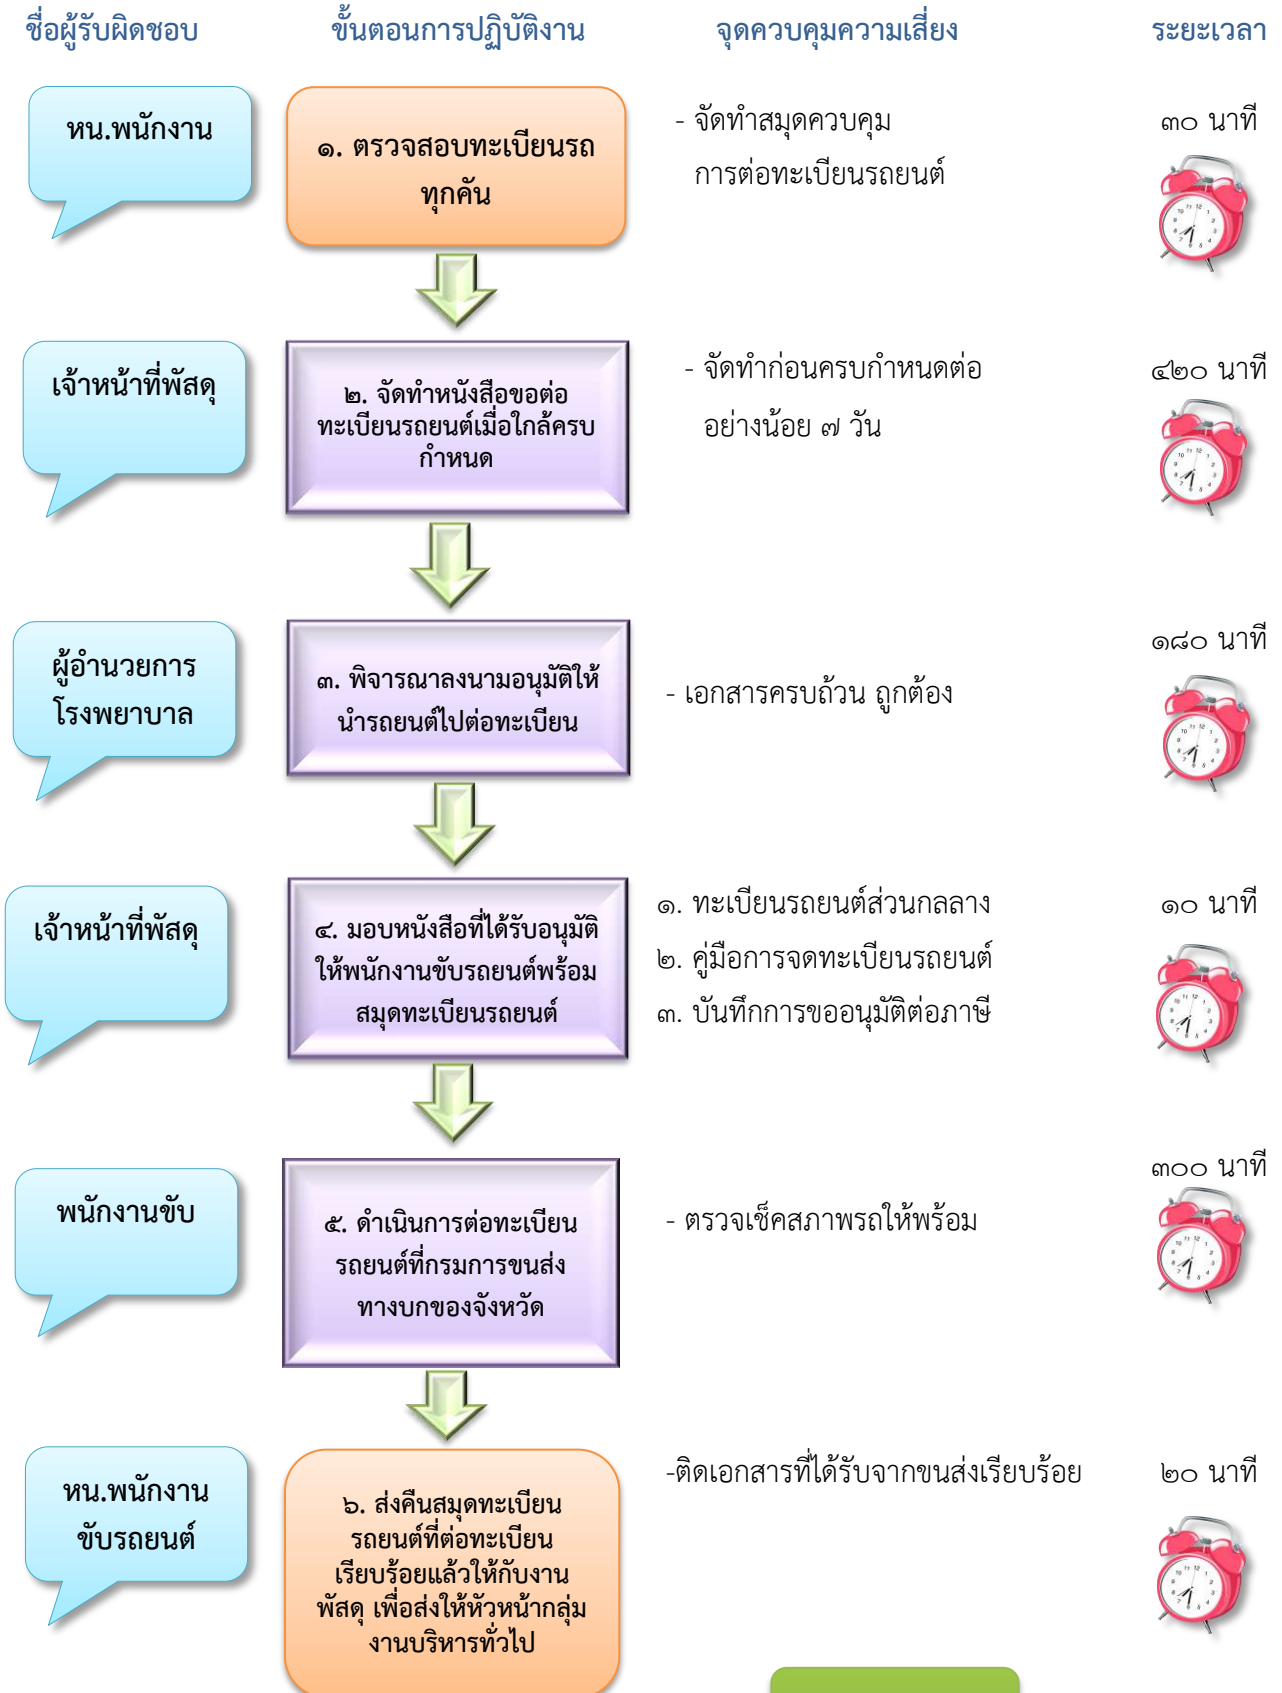 ชื่อผู้รับผิดชอบ ขั้นตอนการปฏิบัติงาน จุดควบคุมความเสี่ยง ระยะเวลา
หน.พนักงาน
๑. ตรวจสอบทะเบียนรถ
ทุกคัน
- จัดทำสมุดควบคุม
การต่อทะเบียนรถยนต์
๓๐ นาที
เจ้าหน้าที่พัสดุ
๒. จัดทำหนังสือขอต่อ
ทะเบียนรถยนต์เมื่อใกล้ครบ
กำหนด
- จัดทำก่อนครบกำหนดต่อ
อย่างน้อย ๗ วัน
๔๒๐ นาที
ผู้อำนวยการ
โรงพยาบาล
๓. พิจารณาลงนามอนุมัติให้
นำรถยนต์ไปต่อทะเบียน
- เอกสารครบถ้วน ถูกต้อง
๑๘๐ นาที
เจ้าหน้าที่พัสดุ
๔. มอบหนังสือที่ได้รับอนุมัติ
ให้พนักงานขับรถยนต์พร้อม
สมุดทะเบียนรถยนต์
๑. ทะเบียนรถยนต์ส่วนกลลาง
๒. คู่มือการจดทะเบียนรถยนต์
๓. บันทึกการขออนุมัติต่อภาษี
๑๐ นาที
พนักงานขับ
๕. ดำเนินการต่อทะเบียน
รถยนต์ที่กรมการขนส่ง
ทางบกของจังหวัด
- ตรวจเช็คสภาพรถให้พร้อม
๓๐๐ นาที
หน.พนักงาน
ขับรถยนต์
๖. ส่งคืนสมุดทะเบียน
รถยนต์ที่ต่อทะเบียน
เรียบร้อยแล้วให้กับงาน
พัสดุ เพื่อส่งให้หัวหน้ากลุ่ม
งานบริหารทั่วไป
-ติดเอกสารที่ได้รับจากขนส่งเรียบร้อย
๒๐ นาที